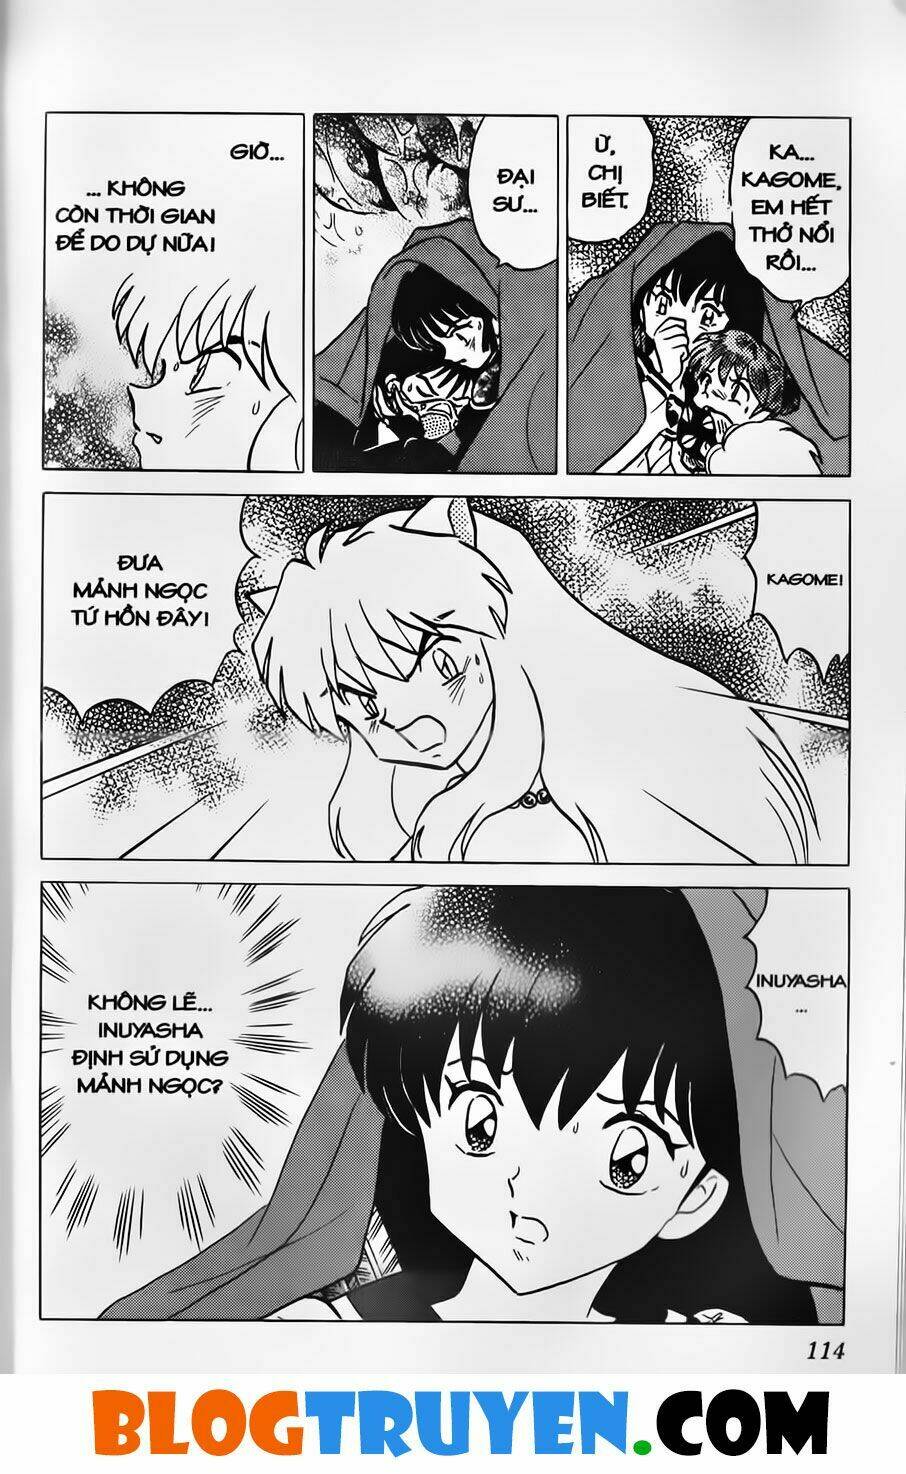 KA...
KAGOME,
EM HẾT
THỞ NỔI
RỒI...
Ừ,
CHỊ
BIẾT.
ĐẠI
SƯ...
GIỜ...
... KHÔNG
CÒN THỜI GIAN
ĐỂ DO DỰ NỮA!
KAGOME!
ĐƯA
MẢNH NGỌC
TỨ HỒN ĐÂY!
INUYASHA
...
KHÔNG LẼ...
INUYASHA
ĐỊNH SỬ DỤNG
MẢNH NGỌC?
114
BLOGTRUYEN.COM